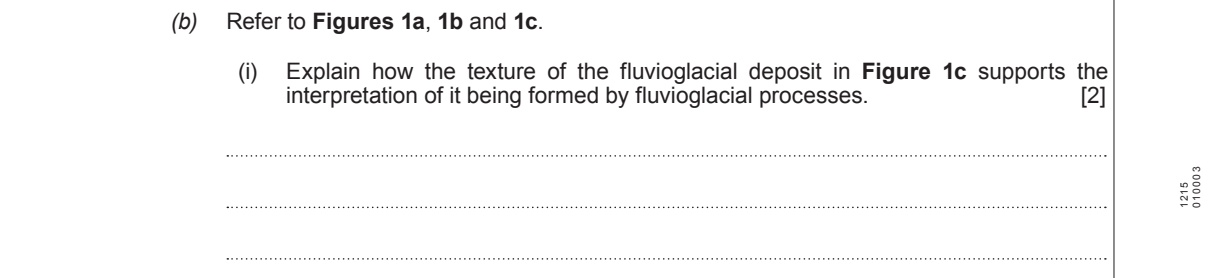 (b) Refer to Figures 1a, 1b and 1c.
(i) Explain how the texture of the fluvioglacial deposit in Figure 1c supports the
interpretation of it being formed by fluvioglacial processes. [2]
1215
010003